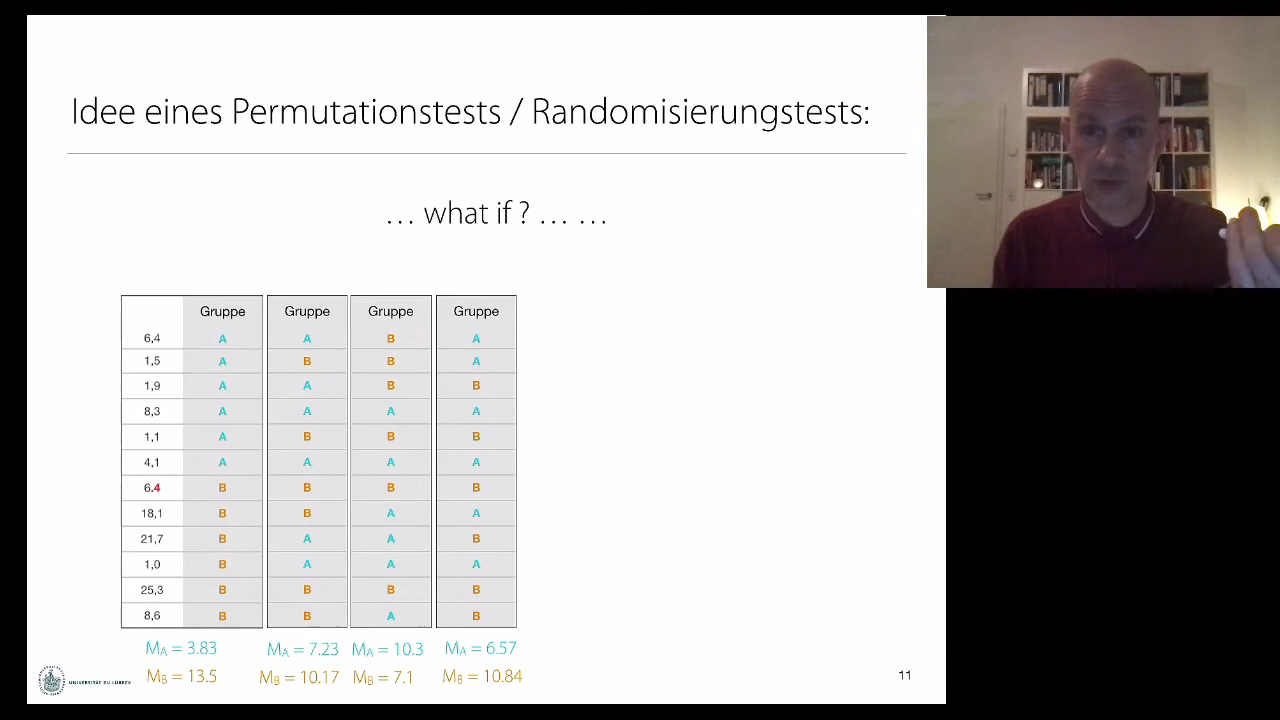 Idee eines Permutationstests / Randomisierungstests:
… what if ? … …
Gruppe Gruppe Gruppe Gruppe
6,4 A A B A
1,5 A B B A
1,9 A A B B
8,3 A A A A
1,1 A B B B
4,1 A A A A
6.4 B B B B
18,1 B B A A
21,7 B A A B
1,0 B A A A
25,3 B B B B
8,6 B B A B
MA = 3.83 MA = 7.23 MA = 10.3 MA = 6.57
MB = 13.5 MB = 10.17 MB = 7.1 MB = 10.84
UNIVERSITÄT ZU LÜBECK
11